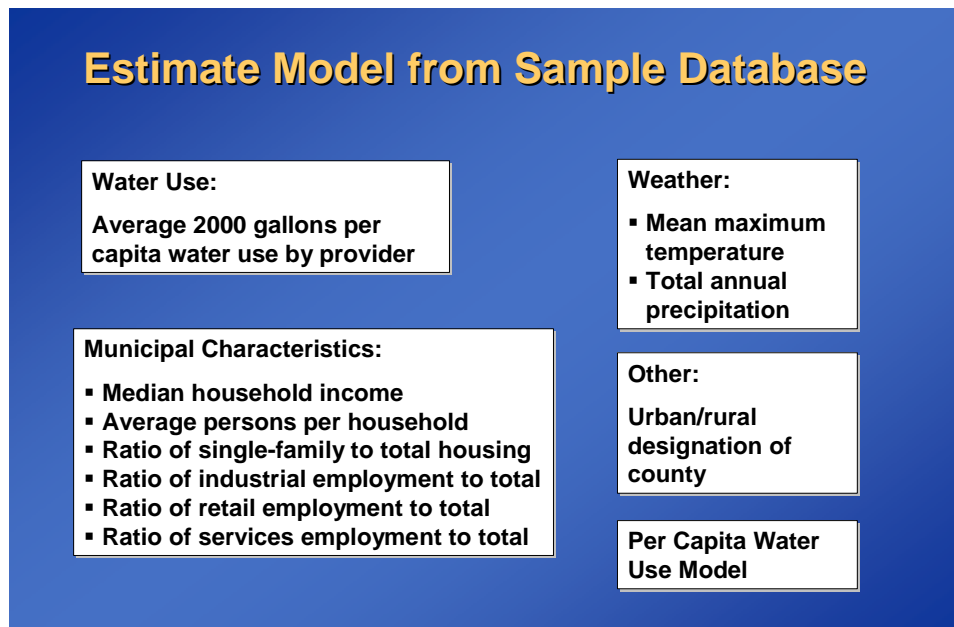 Estimate Model from Sample Database
Water Use:
Average 2000 gallons per
capita water use by provider
Municipal Characteristics:
▪ Median household income
▪ Average persons per household
▪ Ratio of single-family to total housing
▪ Ratio of industrial employment to total
▪ Ratio of retail employment to total
▪ Ratio of services employment to total
Weather:
▪ Mean maximum
temperature
▪ Total annual
precipitation
Other:
Urban/rural
designation of
county
Per Capita Water
Use Model